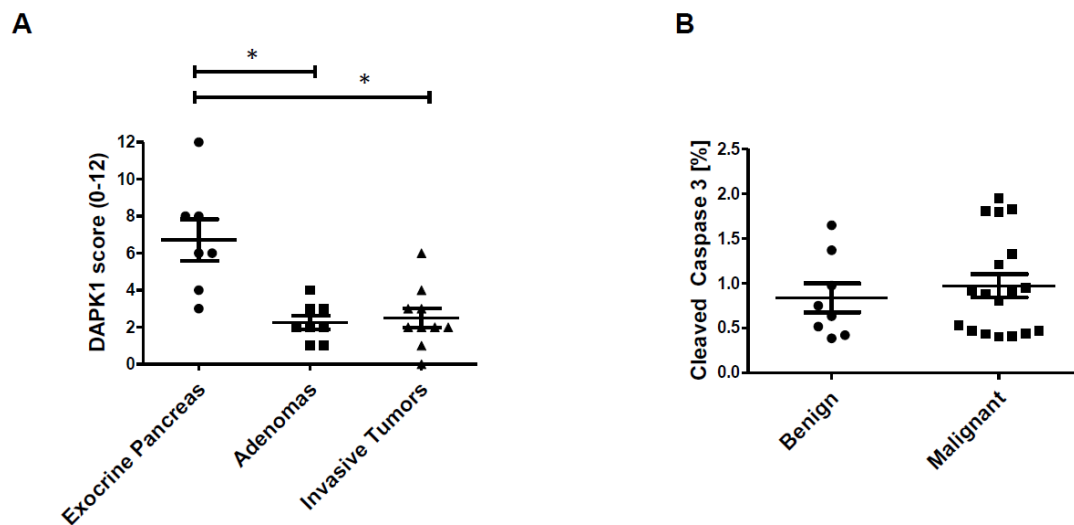 A
B
*
*
DAPK1 score (0-12)
12
10
8
6
4
2
0
Exocrine Pancreas
Adenomas
Invasive Tumors
Cleaved Caspase 3 [%]
2.5
2.0
1.5
1.0
0.5
0.0
Benign
Malignant